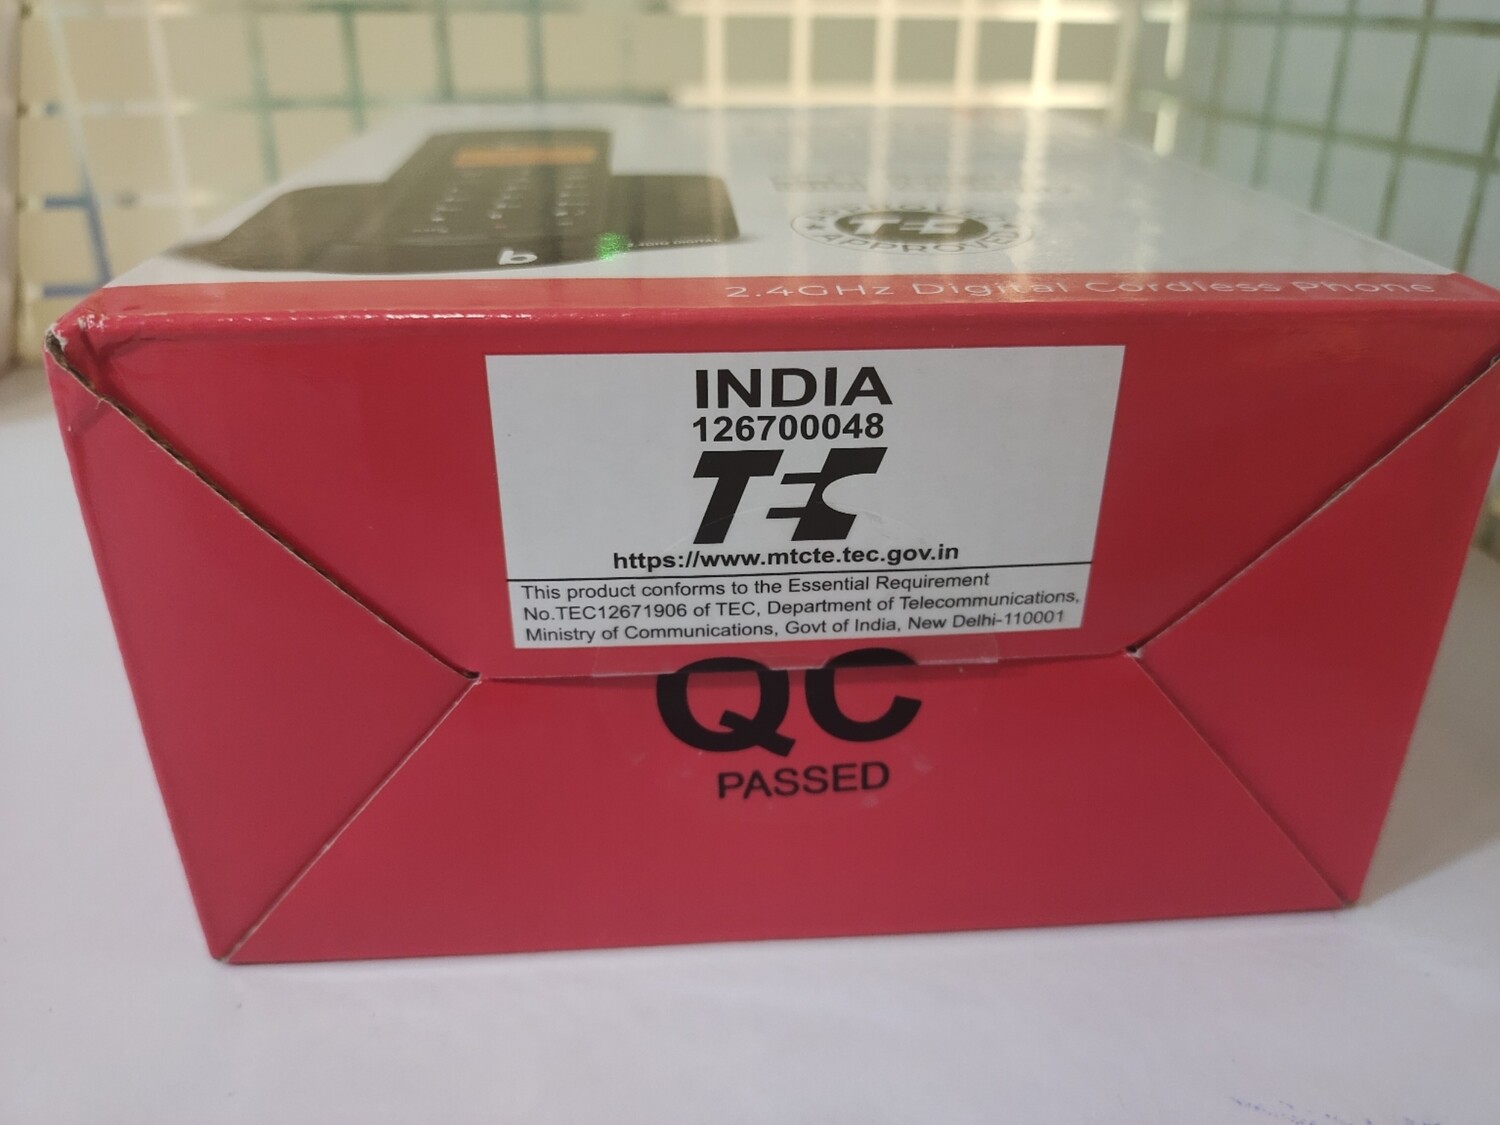 b
TEC
APPROVED
2.4GHz Digital Cordless Phone
INDIA
126700048
TEC
https://www.mtcte.tec.gov.in
This product conforms to the Essential Requirement
No.TEC12671906 of TEC, Department of Telecommunications,
Ministry of Communications, Govt of India, New Delhi-110001
QC
PASSED